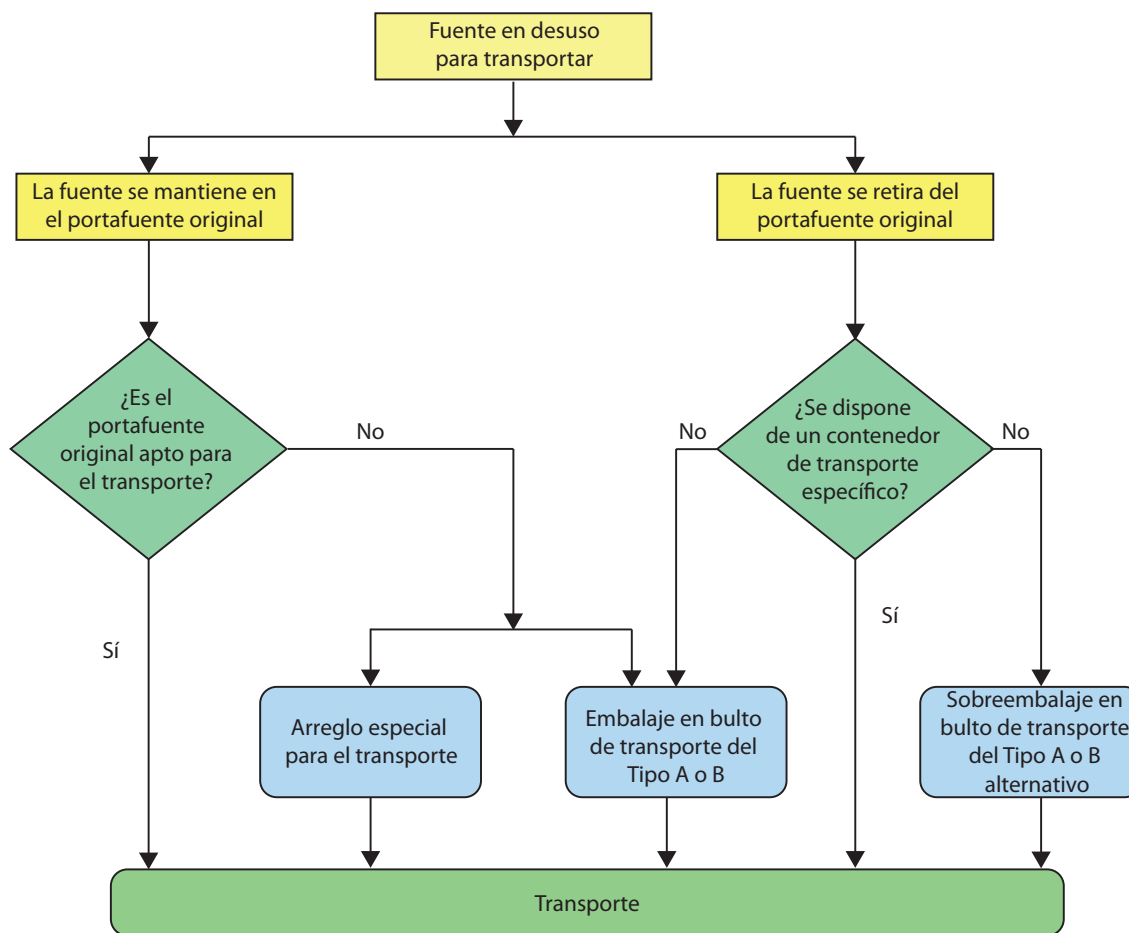 Fuente en desuso
para transportar
La fuente se mantiene en
el portafuente original
La fuente se retira del
portafuente original
¿Es el
portafuente
original apto para
el transporte?
No
No
¿Se dispone
de un contenedor
de transporte
específico?
No
Sí
Sí
Arreglo especial
para el transporte
Embalaje en bulto
de transporte del
Tipo A o B
Sobreembalaje en
bulto de transporte
del Tipo A o B
alternativo
Transporte